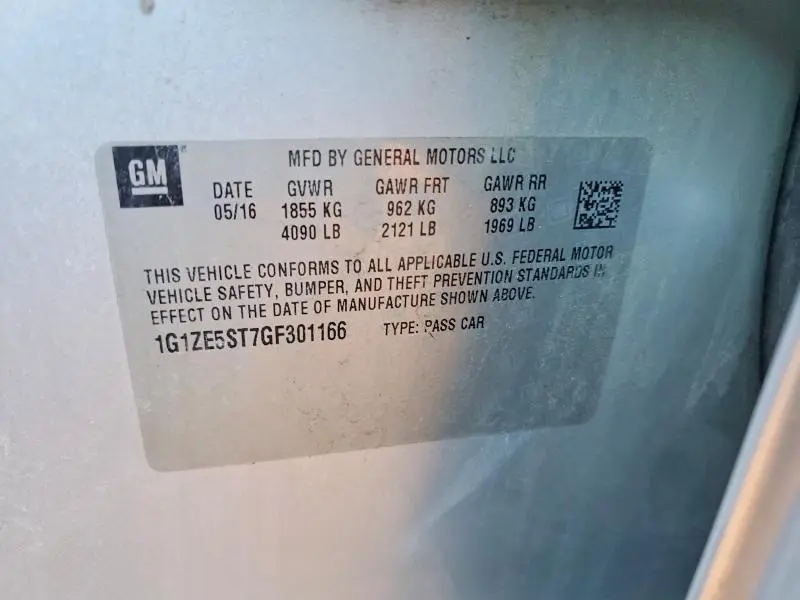 GM
MFD BY GENERAL MOTORS LLC
DATE GVWR GAWR FRT GAWR RR
05/16 1855 KG 962 KG 893 KG
4090 LB 2121 LB 1969 LB
THIS VEHICLE CONFORMS TO ALL APPLICABLE U.S. FEDERAL MOTOR
VEHICLE SAFETY, BUMPER, AND THEFT PREVENTION STANDARDS IN
EFFECT ON THE DATE OF MANUFACTURE SHOWN ABOVE.
1G1ZE5ST7GF301166 TYPE: PASS CAR